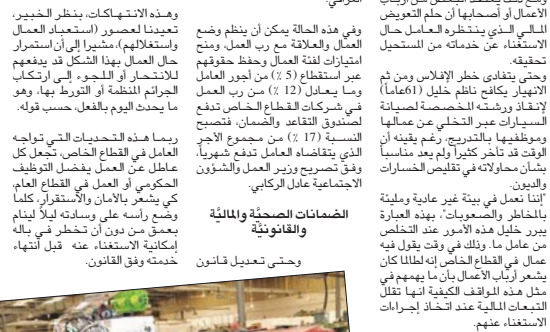 الأعمال أو أصحابها أن حلم التعويض
المالي الذي ينتظره العامل حال
الاستغناء عن خدماته من المستحيل
تحقيقه.
وحتى يتفادى خطر الإفلاس ومن ثم
الانهيار يكافح ناظم خليل (61عاماً)
لإنقاذ ورشته المخصصة لصيانة
السيارات عبر التخلي عن عمالها
وموظفيها بالتدريج، رغم يقينه أن
الوقت قد تأخر كثيراً ولم يعد مناسباً
بشأن محاولاته في تقليص الخسارات
والديون.
"إننا نعمل في بيئة غير عادية ومليئة
بالمخاطر والصعوبات"، بهذه العبارة
يبرر خليل هذه الأمور عند التخلص
من عامل ما. وذلك في وقت يقول فيه
عمال في القطاع الخاص إنه لطالما كان
يشعر أرباب الأعمال بأن ما يهمهم في
مثل هذه المواقف الكيفية انها تقلل
التبعات المالية عند اتخاذ إجراءات
الاستغناء عنهم.
العراقي.
وفي هذه الحالة يمكن أن ينظم وضع
العمال والعلاقة مع رب العمل، ومنح
امتيازات لفئة العمال وحفظ حقوقهم
عبر استقطاع (5 ٪) من أجور العامل
وما يعادل (12 ٪) من رب العمل
في شركات القطاع الخاص تدفع
لصندوق التقاعد والضمان، فتصبح
النسبة (17 ٪) من مجموع الأجر
الذي يتقاضاه العامل تدفع شهرياً،
وفق تصريح وزير العمل والشؤون
الاجتماعية عادل الركابي.
الضمانات الصحيَّة والماليَّة
والقانونيَّة
وحتى تعديل قانون
وهذه الانتهاكات، بنظر الخبير،
تعيدنا لعصور (استعباد العمال
واستغلالهم)، مشيرا إلى أن استمرار
حال العمال بهذا الشكل قد يدفعهم
للانتحار أو اللجوء إلى ارتكاب
الجرائم المنظمة أو التورط بها، وهو
ما يحدث اليوم بالفعل، حسب قوله.
ربما هذه التحديات التي تواجه
العامل في القطاع الخاص، تجعل كل
عاطل عن العمل يفضل التوظيف
الحكومي أو العمل في القطاع العام،
كي يشعر بالأمان والاستقرار، كلما
وضع رأسه على وسادته ليلاً لينام
بعمق من دون أن تخطر في باله
إمكانية الاستغناء عنه قبل انتهاء
خدمته وفق القانون.